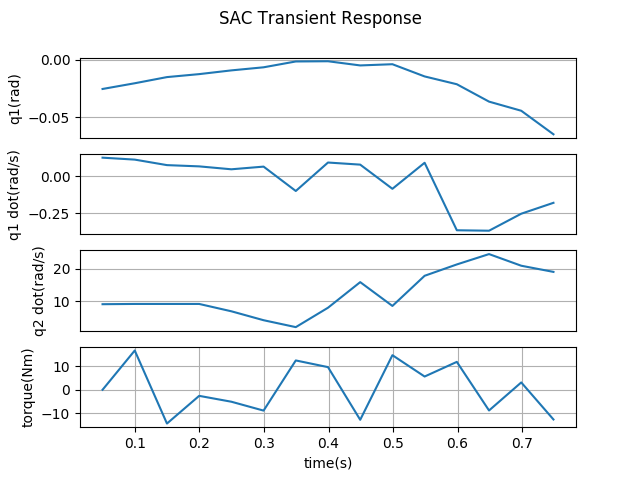 SAC Transient Response
q1(rad)
0.00
−0.05
q1 dot(rad/s)
0.00
−0.25
q2 dot(rad/s)
20
10
torque(Nm)
10
0
−10
0.1 0.2 0.3 0.4 0.5 0.6 0.7
time(s)